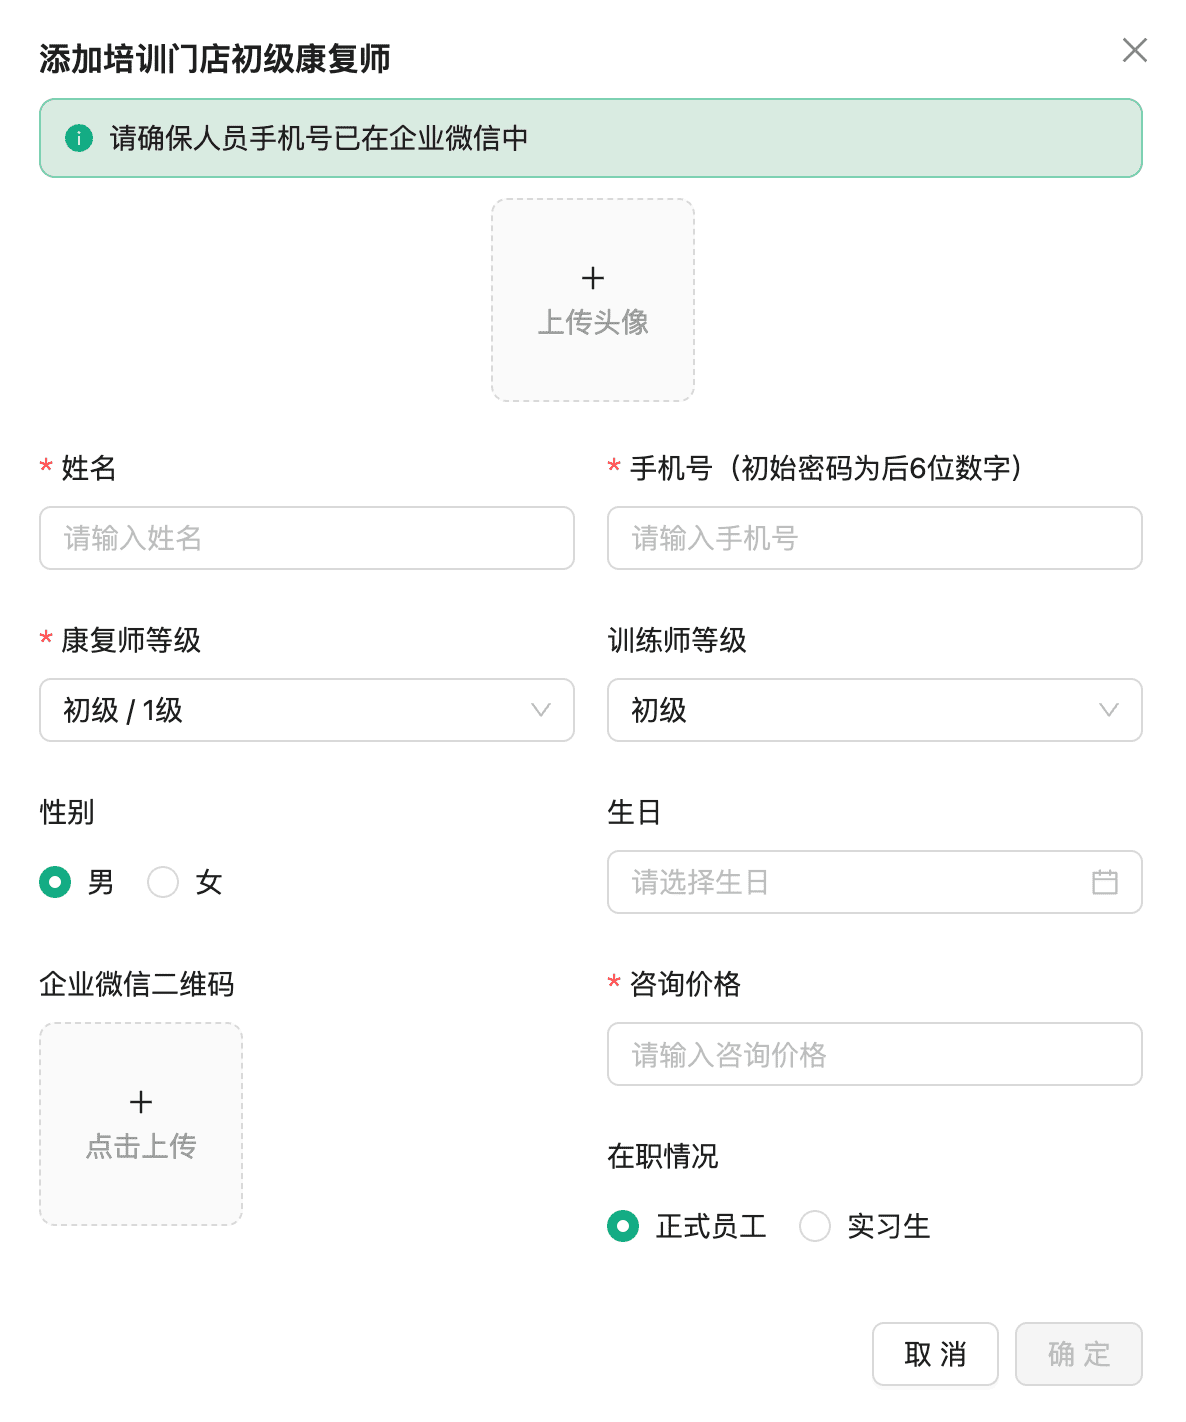 添加培训门店初级康复师
请确保人员手机号已在企业微信中
上传头像
* 姓名
* 手机号（初始密码为后6位数字）
请输入姓名
请输入手机号
* 康复师等级
训练师等级
初级 / 1级
初级
性别
生日
男 女
请选择生日
企业微信二维码
* 咨询价格
请输入咨询价格
点击上传
在职情况
正式员工 实习生
取 消
确 定